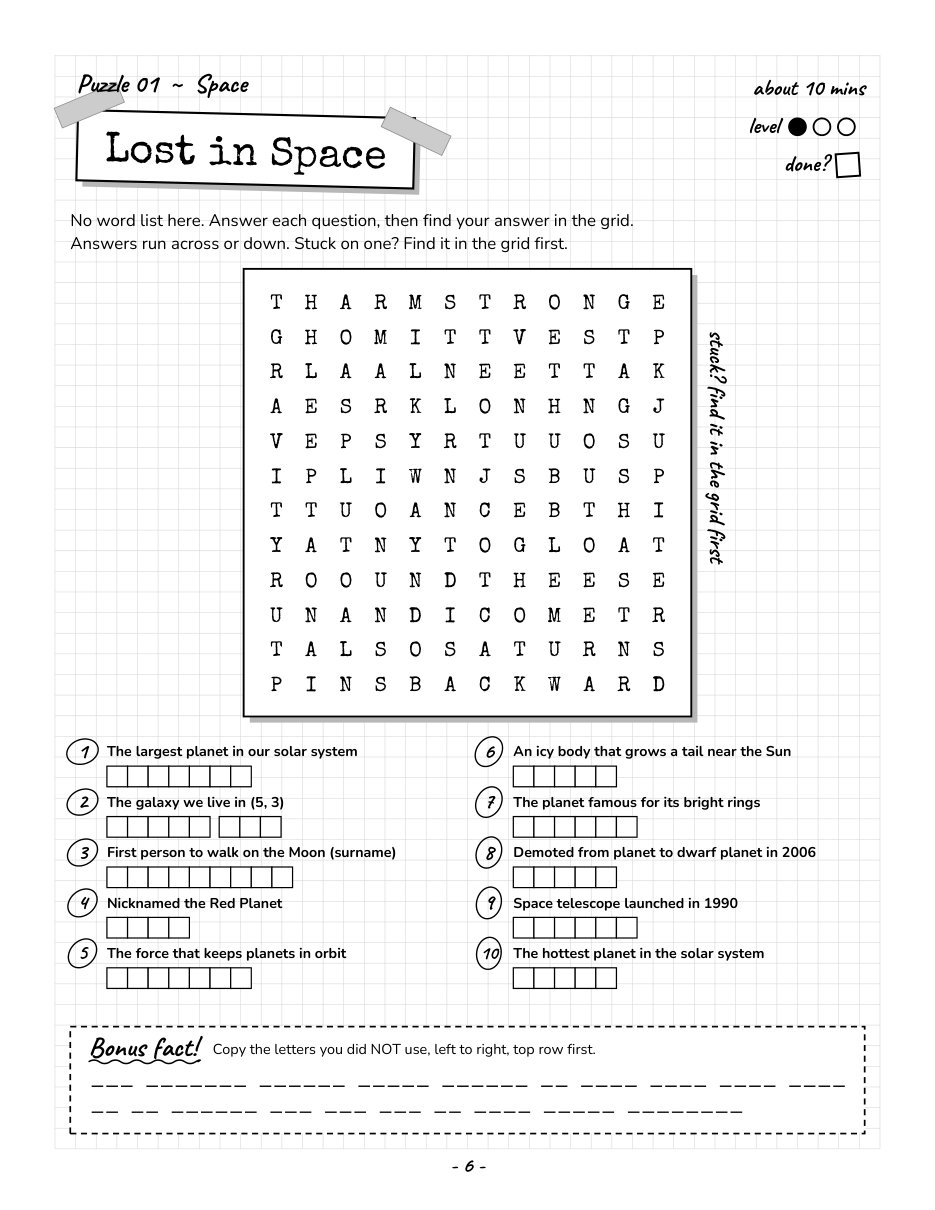 Puzzle 01 ~ Space
about 10 mins
level
Lost in Space
done?
No word list here. Answer each question, then find your answer in the grid.
Answers run across or down. Stuck on one? Find it in the grid first.
T H A R M S T R O N G E
G H O M I T T V E S T P
R L A A L N E E T T A K
A E S R K L O N H N G J
V E P S Y R T U U O S U
I P L I W N J S B U S P
T T U O A N C E B T H I
Y A T N Y T O G L O A T
R O O U N D T H E E S E
U N A N D I C O M E T R
T A L S O S A T U R N S
P I N S B A C K W A R D
stuck? find it in the grid first
1 The largest planet in our solar system
2 The galaxy we live in (5, 3)
3 First person to walk on the Moon (surname)
4 Nicknamed the Red Planet
5 The force that keeps planets in orbit
6 An icy body that grows a tail near the Sun
7 The planet famous for its bright rings
8 Demoted from planet to dwarf planet in 2006
9 Space telescope launched in 1990
10 The hottest planet in the solar system
Bonus fact! Copy the letters you did NOT use, left to right, top row first.
- 6 -